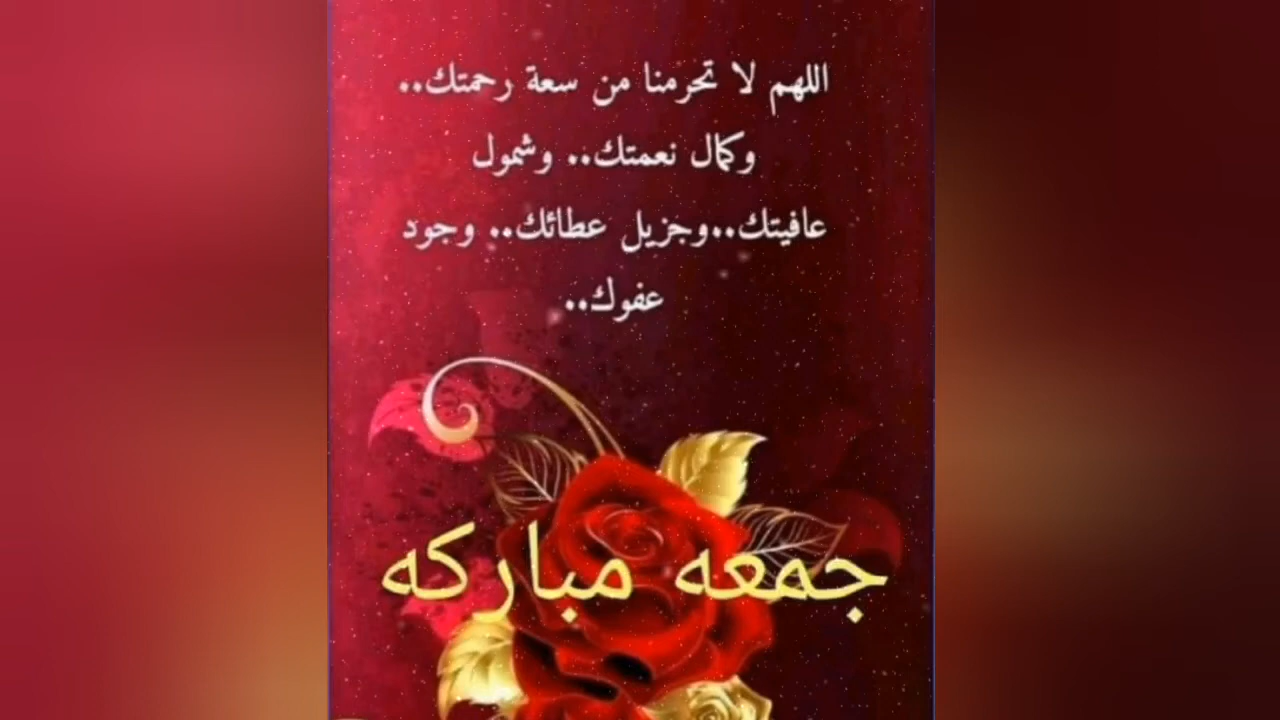 اللهم لا تحرمنا من سعة رحمتك..
وكمال نعمتك.. وشمول
عافيتك..وجزيل عطائك.. وجود
عفوك..
جمعه مباركه